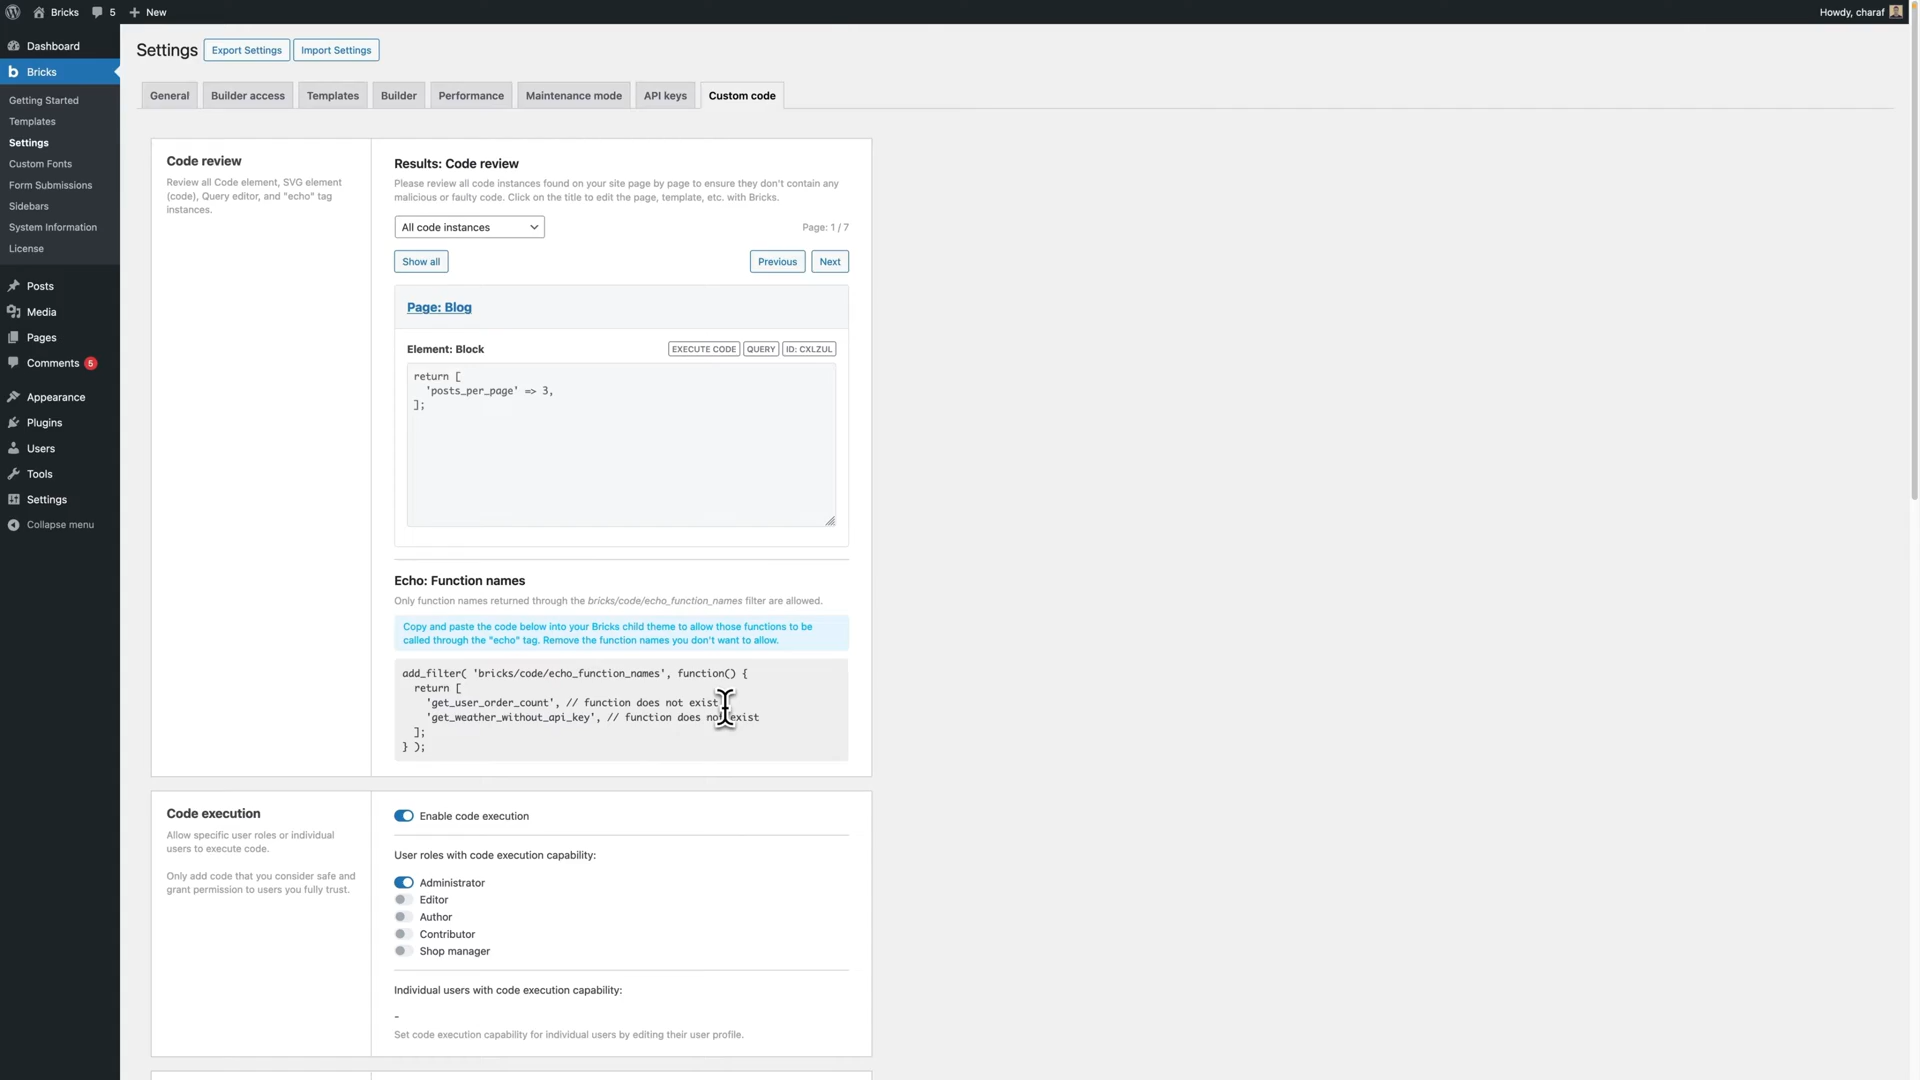 Bricks
5
New
Howdy, charaf
Dashboard
Bricks
Getting Started
Templates
Settings
Custom Fonts
Form Submissions
Sidebars
System Information
License
Posts
Media
Pages
Comments 5
Appearance
Plugins
Users
Tools
Settings
Collapse menu
Settings
Export Settings
Import Settings
General
Builder access
Templates
Builder
Performance
Maintenance mode
API keys
Custom code
Code review
Review all Code element, SVG element
(code), Query editor, and "echo" tag
instances.
Results: Code review
Please review all code instances found on your site page by page to ensure they don't contain any
malicious or faulty code. Click on the title to edit the page, template, etc. with Bricks.
All code instances
Page: 1 / 7
Show all
Previous
Next
Page: Blog
Element: Block
EXECUTE CODE
QUERY
ID: CXLZUL
return [
'posts_per_page' => 3,
];
Echo: Function names
Only function names returned through the bricks/code/echo_function_names filter are allowed.
Copy and paste the code below into your Bricks child theme to allow those functions to be
called through the "echo" tag. Remove the function names you don't want to allow.
add_filter( 'bricks/code/echo_function_names', function() {
return [
'get_user_order_count', // function does not exist
'get_weather_without_api_key', // function does not exist
];
} );
Code execution
Allow specific user roles or individual
users to execute code.
Only add code that you consider safe and
grant permission to users you fully trust.
Enable code execution
User roles with code execution capability:
Administrator
Editor
Author
Contributor
Shop manager
Individual users with code execution capability:
-
Set code execution capability for individual users by editing their user profile.